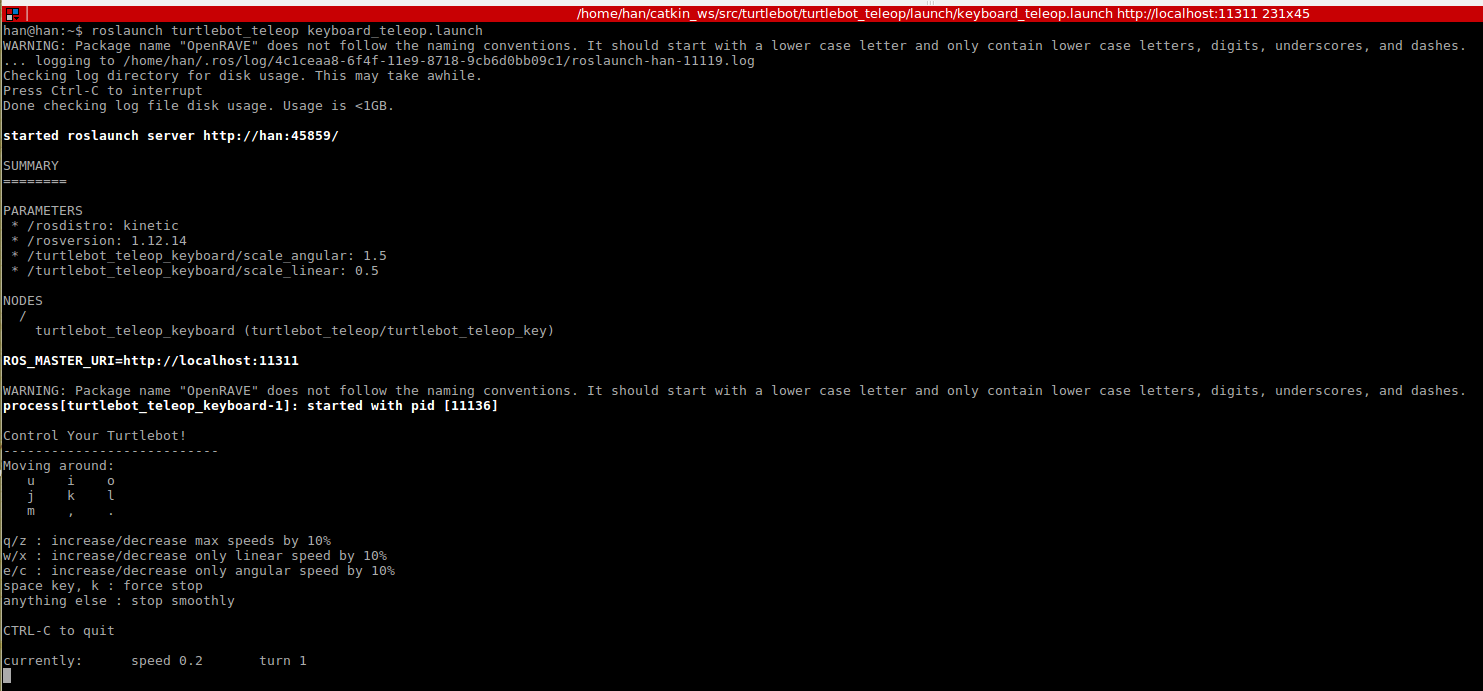 /home/han/catkin_ws/src/turtlebot/turtlebot_teleop/launch/keyboard_teleop.launch http://localhost:11311 231x45
han@han:~$ roslaunch turtlebot_teleop keyboard_teleop.launch
WARNING: Package name "OpenRAVE" does not follow the naming conventions. It should start with a lower case letter and only contain lower case letters, digits, underscores, and dashes.
... logging to /home/han/.ros/log/4c1ceaa8-6f4f-11e9-8718-9cb6d0bb09c1/roslaunch-han-11119.log
Checking log directory for disk usage. This may take awhile.
Press Ctrl-C to interrupt
Done checking log file disk usage. Usage is <1GB.
started roslaunch server http://han:45859/
SUMMARY
========
PARAMETERS
 * /rosdistro: kinetic
 * /rosversion: 1.12.14
 * /turtlebot_teleop_keyboard/scale_angular: 1.5
 * /turtlebot_teleop_keyboard/scale_linear: 0.5
NODES
  /
    turtlebot_teleop_keyboard (turtlebot_teleop/turtlebot_teleop_key)
ROS_MASTER_URI=http://localhost:11311
WARNING: Package name "OpenRAVE" does not follow the naming conventions. It should start with a lower case letter and only contain lower case letters, digits, underscores, and dashes.
process[turtlebot_teleop_keyboard-1]: started with pid [11136]
Control Your Turtlebot!
---------------------------
Moving around:
   u    i    o
   j    k    l
   m    ,    .
q/z : increase/decrease max speeds by 10%
w/x : increase/decrease only linear speed by 10%
e/c : increase/decrease only angular speed by 10%
space key, k : force stop
anything else : stop smoothly
CTRL-C to quit
currently:      speed 0.2       turn 1